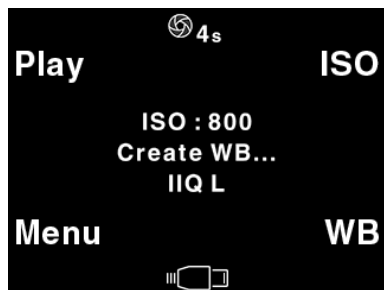 4s
Play ISO
ISO : 800
Create WB...
IIQ L
Menu WB